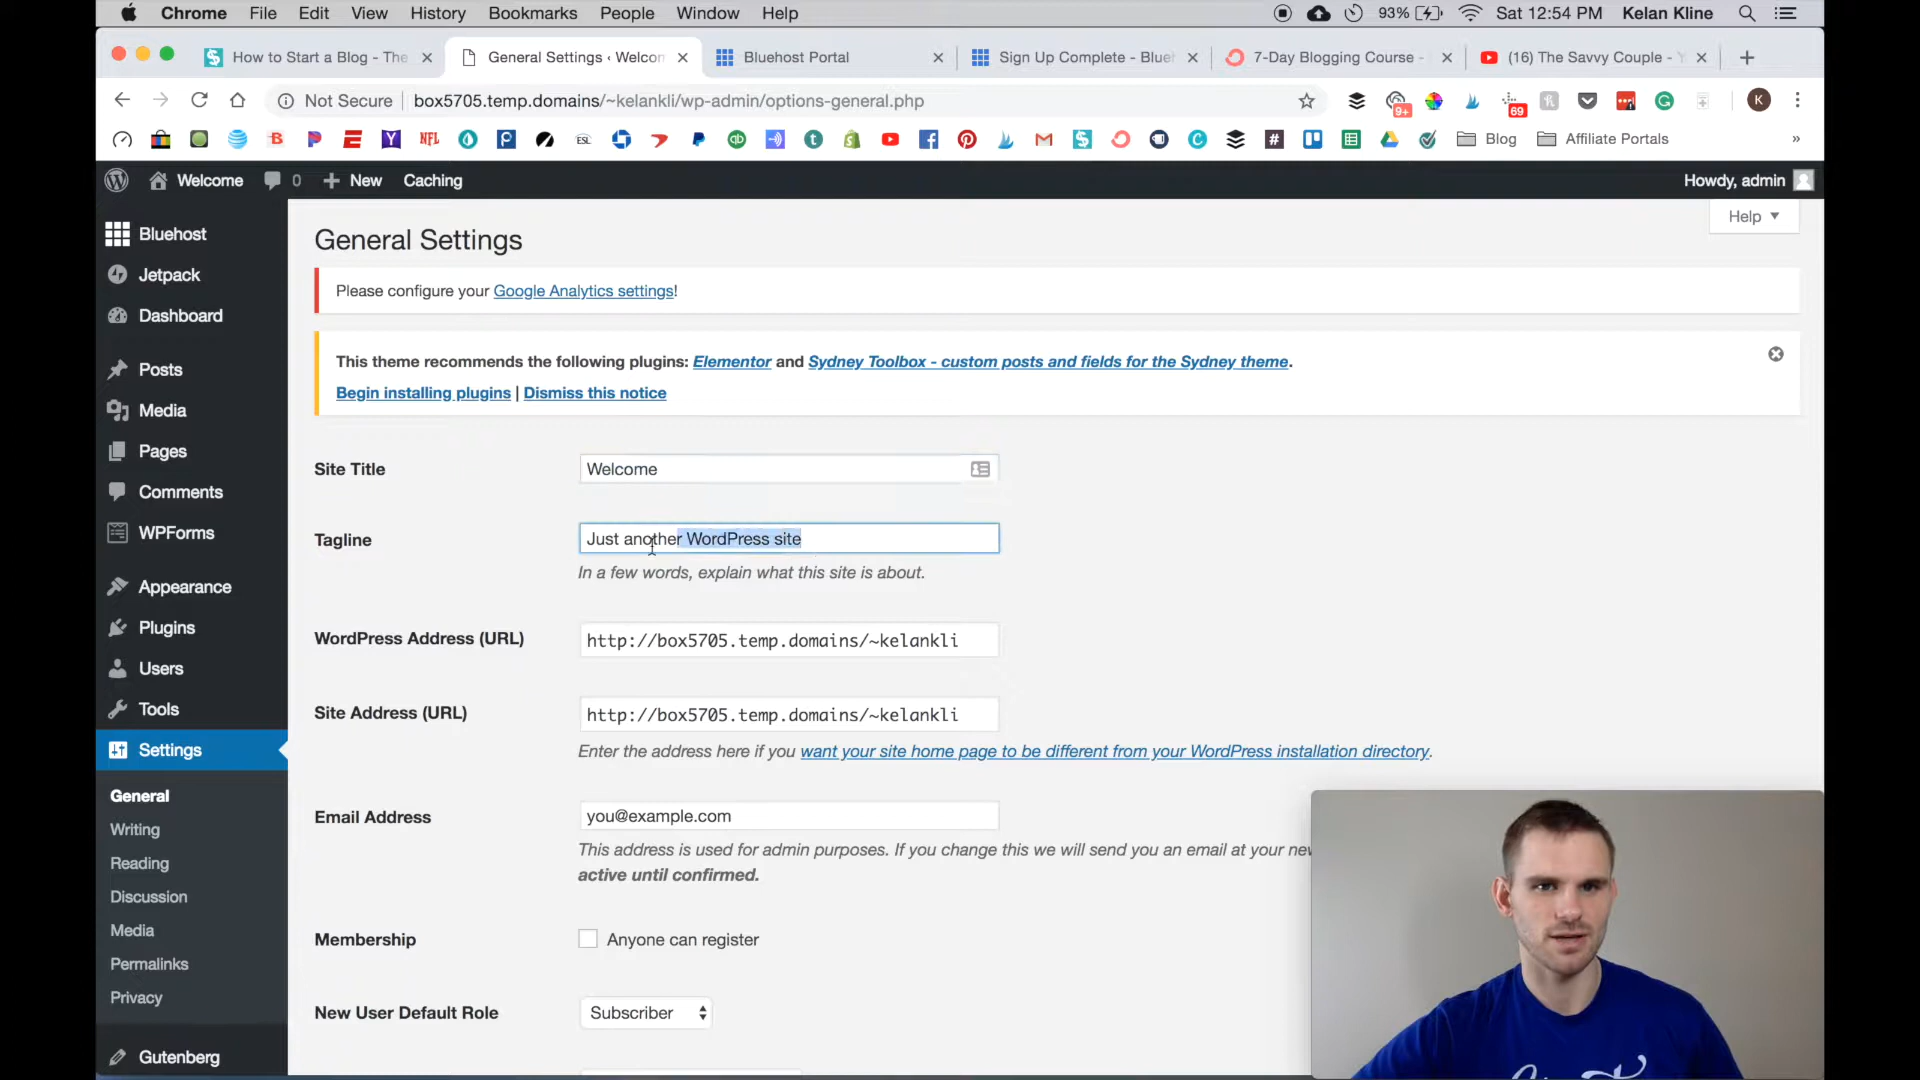 Chrome File Edit View History Bookmarks People Window Help 93% Sat 12:54 PM Kelan Kline
How to Start a Blog - The General Settings ‹ Welcom Bluehost Portal Sign Up Complete - Blueh 7-Day Blogging Course - (16) The Savvy Couple - Y
Not Secure box5705.temp.domains/~kelankli/wp-admin/options-general.php 9+ 69 K
NFL ESL Blog Affiliate Portals »
Welcome 0 New Caching Howdy, admin
Help
Bluehost
Jetpack
Dashboard
Posts
Media
Pages
Comments
WPForms
Appearance
Plugins
Users
Tools
Settings
General
Writing
Reading
Discussion
Media
Permalinks
Privacy
Gutenberg
General Settings
Please configure your Google Analytics settings!
This theme recommends the following plugins: Elementor and Sydney Toolbox - custom posts and fields for the Sydney theme.
Begin installing plugins | Dismiss this notice
Site Title Welcome
Tagline Just another WordPress site
In a few words, explain what this site is about.
WordPress Address (URL) http://box5705.temp.domains/~kelankli
Site Address (URL) http://box5705.temp.domains/~kelankli
Enter the address here if you want your site home page to be different from your WordPress installation directory.
Email Address you@example.com
This address is used for admin purposes. If you change this we will send you an email at your new
active until confirmed.
Membership Anyone can register
New User Default Role Subscriber